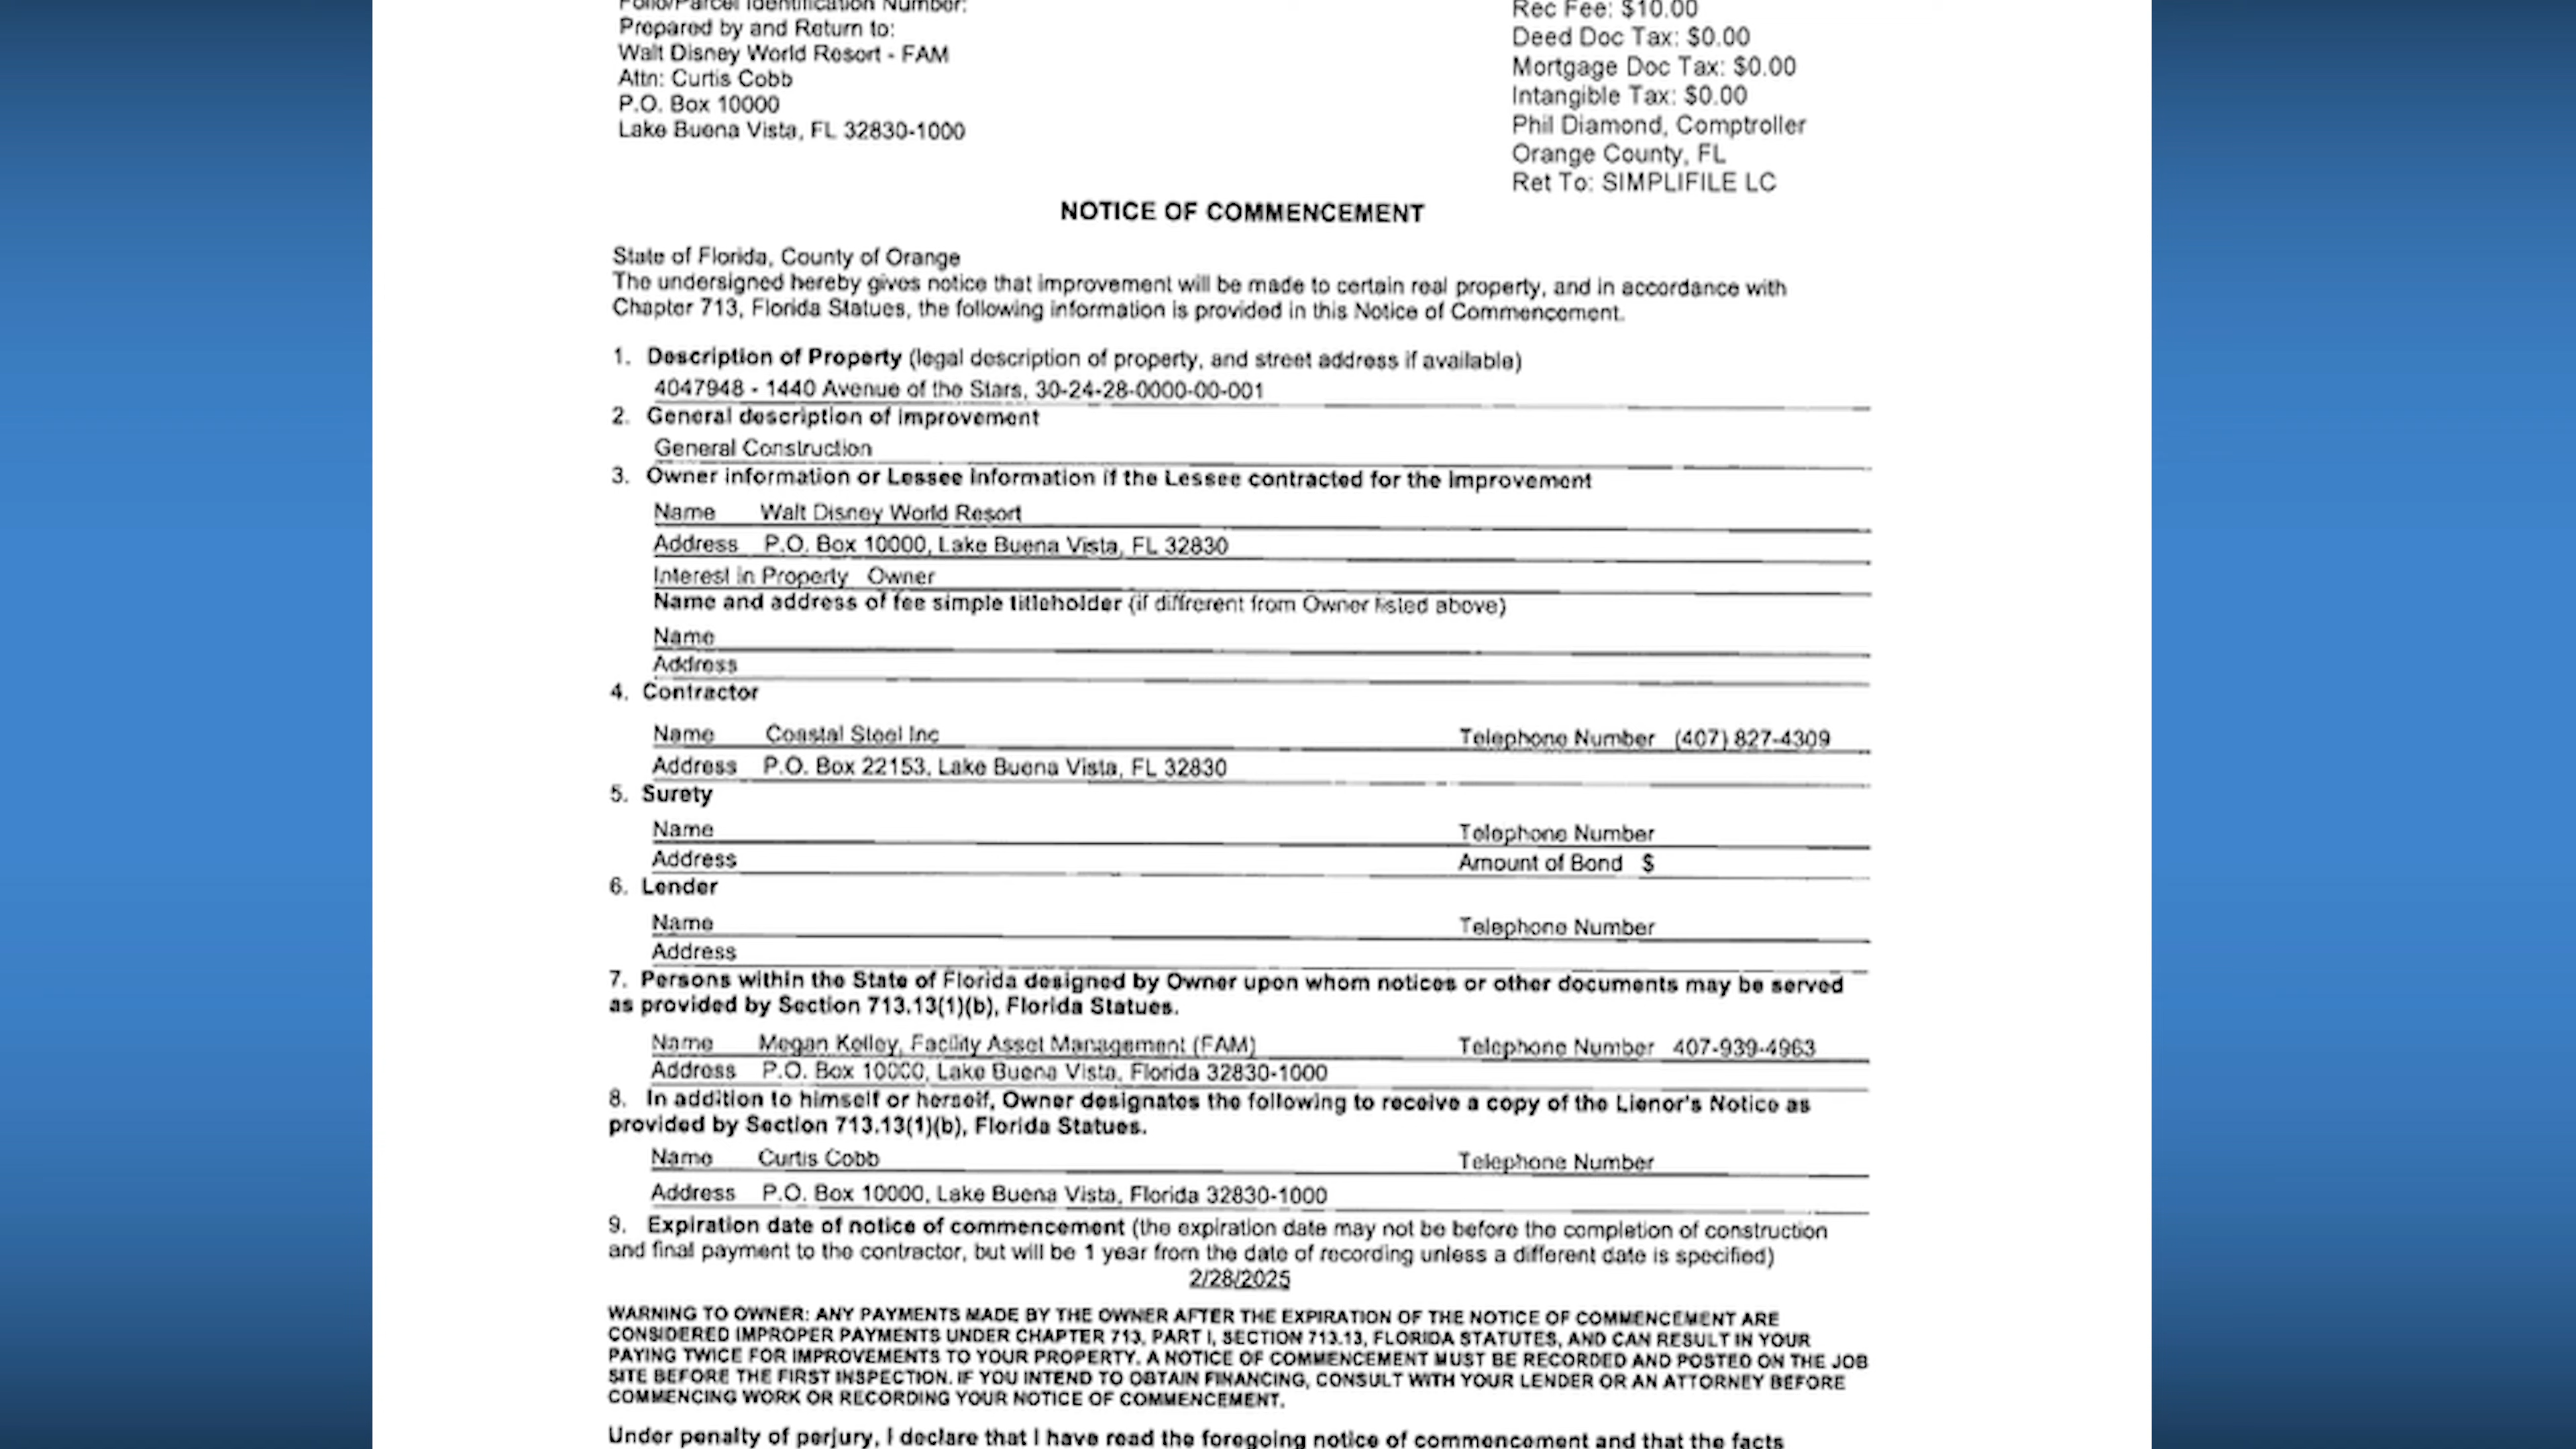 Folio/Parcel Identification Number:
Prepared by and Return to:
Walt Disney World Resort - FAM
Attn: Curtis Cobb
P.O. Box 10000
Lake Buena Vista, FL 32830-1000
Rec Fee: $10.00
Deed Doc Tax: $0.00
Mortgage Doc Tax: $0.00
Intangible Tax: $0.00
Phil Diamond, Comptroller
Orange County, FL
Ret To: SIMPLIFILE LC
NOTICE OF COMMENCEMENT
State of Florida, County of Orange
The undersigned hereby gives notice that improvement will be made to certain real property, and in accordance with
Chapter 713, Florida Statues, the following information is provided in this Notice of Commencement.
1. Description of Property (legal description of property, and street address if available)
4047948 - 1440 Avenue of the Stars, 30-24-28-0000-00-001
2. General description of improvement
General Construction
3. Owner information or Lessee Information if the Lessee contracted for the Improvement
Name Walt Disney World Resort
Address P.O. Box 10000, Lake Buena Vista, FL 32830
Interest in Property Owner
Name and address of fee simple titleholder (if diffrerent from Owner listed above)
Name
Address
4. Contractor
Name Coastal Steel Inc Telephone Number (407) 827-4309
Address P.O. Box 22153, Lake Buena Vista, FL 32830
5. Surety
Name Telephone Number
Address Amount of Bond $
6. Lender
Name Telephone Number
Address
7. Persons within the State of Florida designed by Owner upon whom notices or other documents may be served
as provided by Section 713.13(1)(b), Florida Statues.
Name Megan Kelley, Facility Asset Management (FAM) Telephone Number 407-939-4963
Address P.O. Box 10000, Lake Buena Vista, Florida 32830-1000
8. In addition to himself or herself, Owner designates the following to receive a copy of the Lienor's Notice as
provided by Section 713.13(1)(b), Florida Statues.
Name Curtis Cobb Telephone Number
Address P.O. Box 10000, Lake Buena Vista, Florida 32830-1000
9. Expiration date of notice of commencement (the expiration date may not be before the completion of construction
and final payment to the contractor, but will be 1 year from the date of recording unless a different date is specified)
2/28/2025
WARNING TO OWNER: ANY PAYMENTS MADE BY THE OWNER AFTER THE EXPIRATION OF THE NOTICE OF COMMENCEMENT ARE
CONSIDERED IMPROPER PAYMENTS UNDER CHAPTER 713, PART I, SECTION 713.13, FLORIDA STATUTES, AND CAN RESULT IN YOUR
PAYING TWICE FOR IMPROVEMENTS TO YOUR PROPERTY. A NOTICE OF COMMENCEMENT MUST BE RECORDED AND POSTED ON THE JOB
SITE BEFORE THE FIRST INSPECTION. IF YOU INTEND TO OBTAIN FINANCING, CONSULT WITH YOUR LENDER OR AN ATTORNEY BEFORE
COMMENCING WORK OR RECORDING YOUR NOTICE OF COMMENCEMENT.
Under penalty of perjury, I declare that I have read the foregoing notice of commencement and that the facts